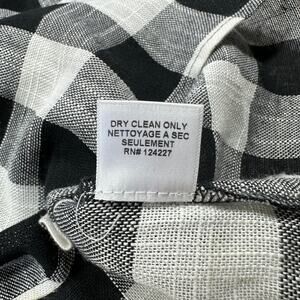 DRY CLEAN ONLY
NETTOYAGE A SEC
SEULEMENT
RN# 124227